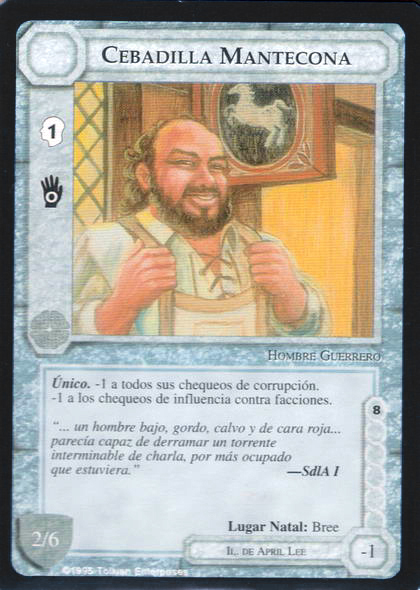 CEBADILLA MANTECONA
1
HOMBRE GUERRERO
Único. -1 a todos sus chequeos de corrupción.
-1 a los chequeos de influencia contra facciones.
8
"... un hombre bajo, gordo, calvo y de cara roja...
parecía capaz de derramar un torrente
interminable de charla, por más ocupado
que estuviera." —SdlA I
Lugar Natal: Bree
2/6
IL. DE APRIL LEE
-1
©1995 Tolkien Enterprises